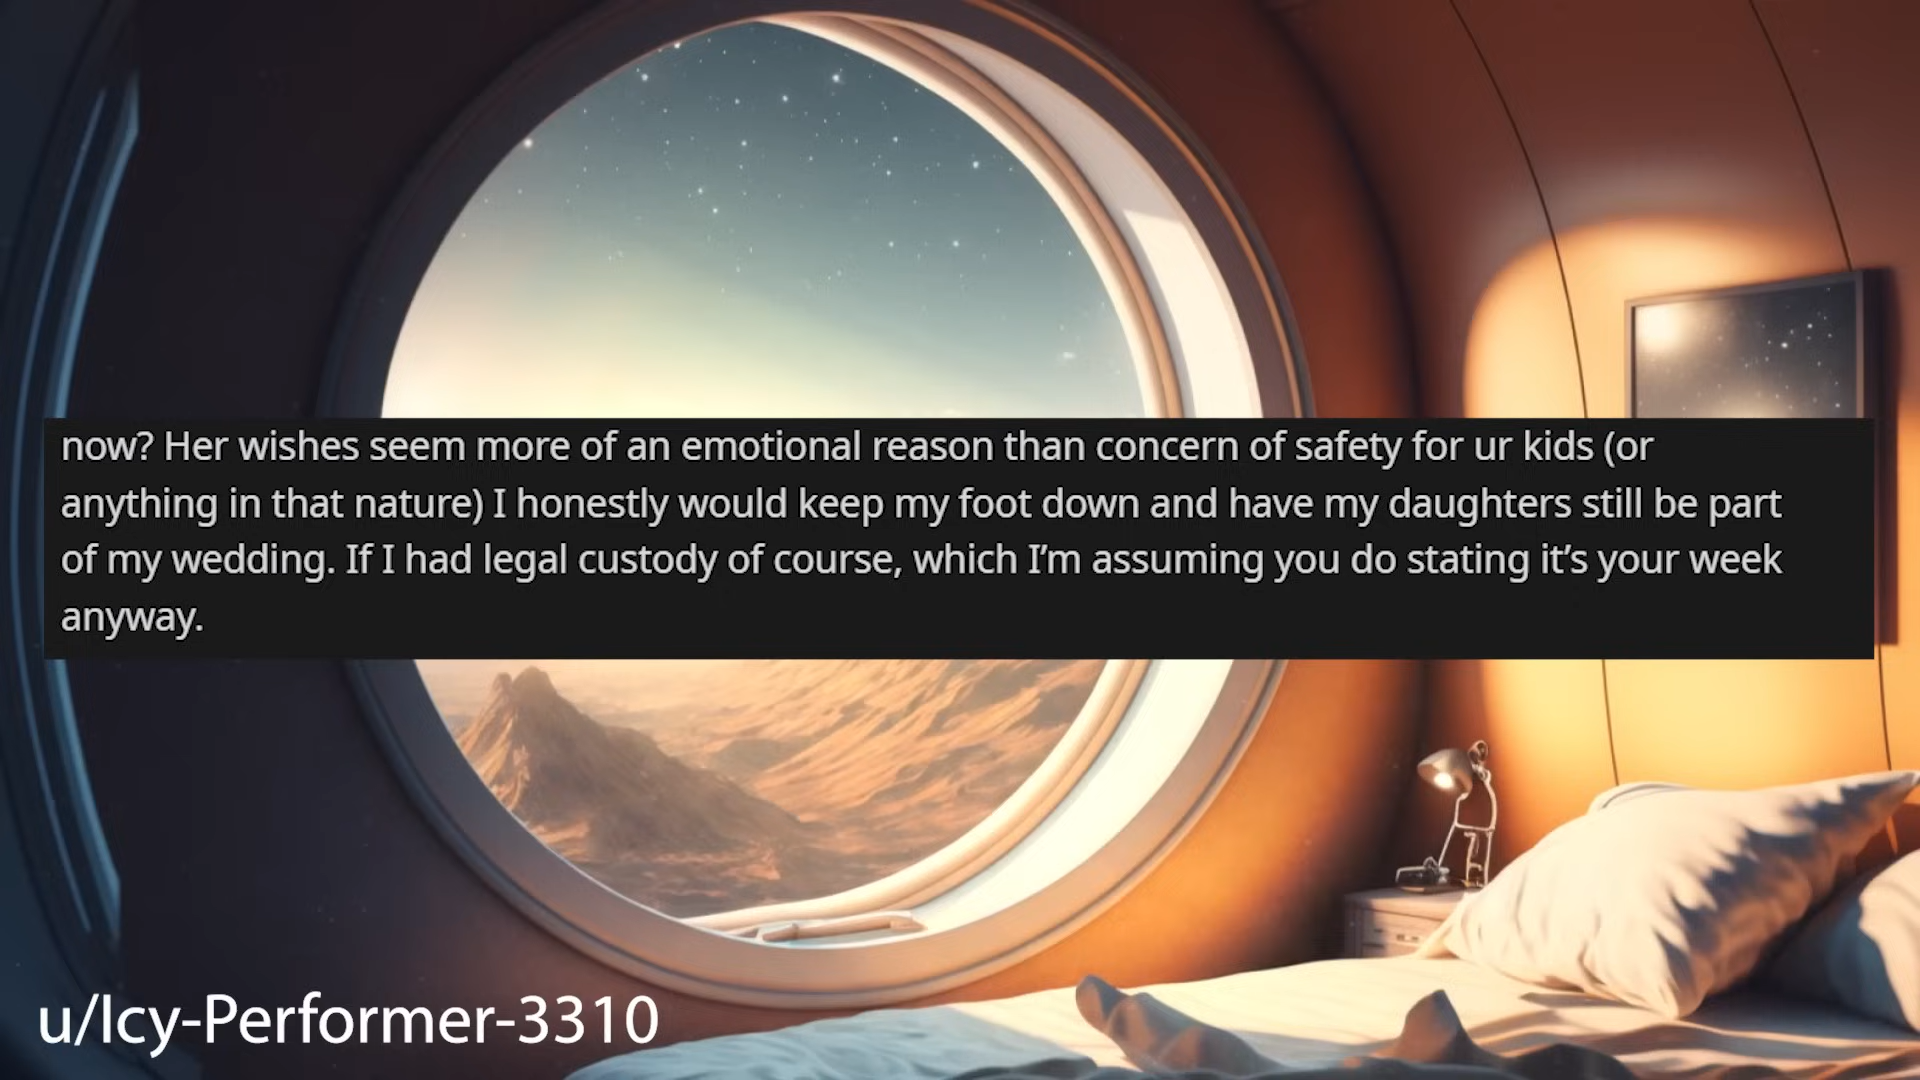 now? Her wishes seem more of an emotional reason than concern of safety for ur kids (or
anything in that nature) I honestly would keep my foot down and have my daughters still be part
of my wedding. If I had legal custody of course, which I’m assuming you do stating it’s your week
anyway.
u/Icy-Performer-3310